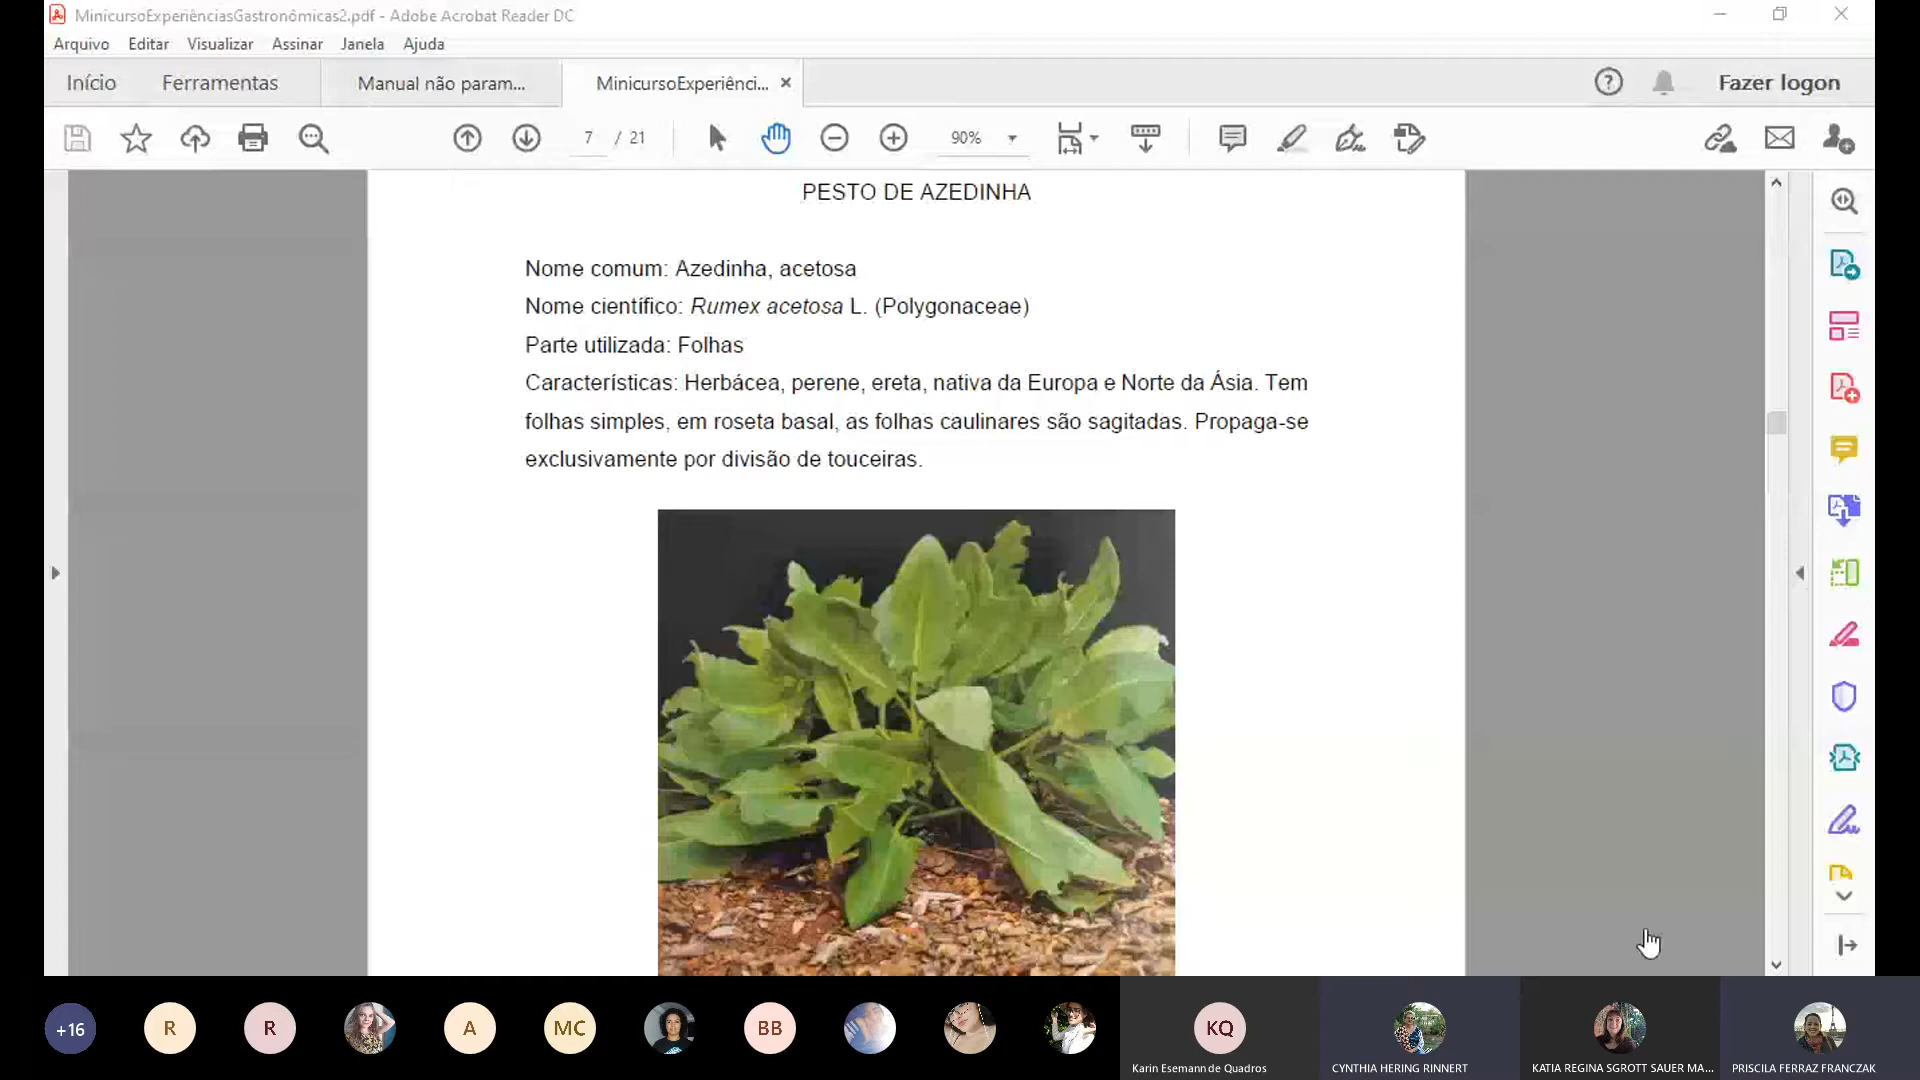 MinicursoExperiênciasGastronômicas2.pdf - Adobe Acrobat Reader DC
Arquivo Editar Visualizar Assinar Janela Ajuda
Início Ferramentas Manual não param... MinicursoExperiênci... Fazer logon
7 / 21 90%
PESTO DE AZEDINHA
Nome comum: Azedinha, acetosa
Nome científico: Rumex acetosa L. (Polygonaceae)
Parte utilizada: Folhas
Características: Herbácea, perene, ereta, nativa da Europa e Norte da Ásia. Tem
folhas simples, em roseta basal, as folhas caulinares são sagitadas. Propaga-se
exclusivamente por divisão de touceiras.
+16 R R A MC BB KQ
Karin Esemann de Quadros CYNTHIA HERING RINNERT KATIA REGINA SGROTT SAUER MA... PRISCILA FERRAZ FRANCZAK